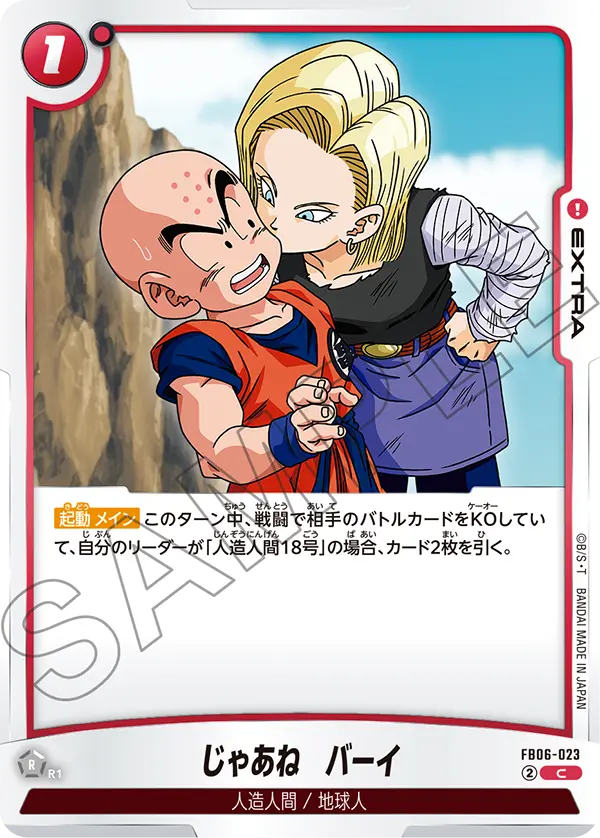 1
EXTRA
起動 メイン このターン中、戦闘で相手のバトルカードをKOしてい
て、自分のリーダーが「人造人間18号」の場合、カード2枚を引く。
©B/S・T BANDAI MADE IN JAPAN
SAMPLE
R R1
じゃあね バーイ
FB06-023
② C
人造人間 / 地球人